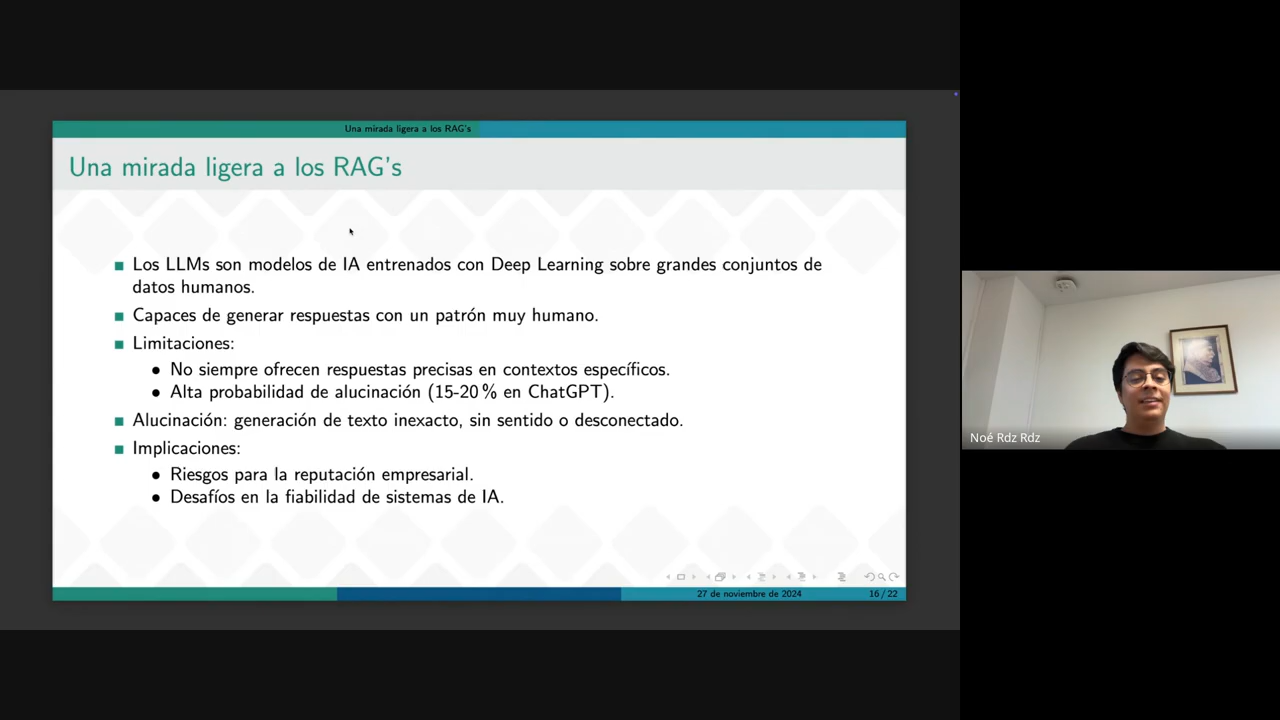 Una mirada ligera a los RAG's
Una mirada ligera a los RAG's
Los LLMs son modelos de IA entrenados con Deep Learning sobre grandes conjuntos de
datos humanos.
Capaces de generar respuestas con un patrón muy humano.
Limitaciones:
No siempre ofrecen respuestas precisas en contextos específicos.
Alta probabilidad de alucinación (15-20 % en ChatGPT).
Alucinación: generación de texto inexacto, sin sentido o desconectado.
Implicaciones:
Riesgos para la reputación empresarial.
Desafíos en la fiabilidad de sistemas de IA.
27 de noviembre de 2024 16 / 22
Noé Rdz Rdz